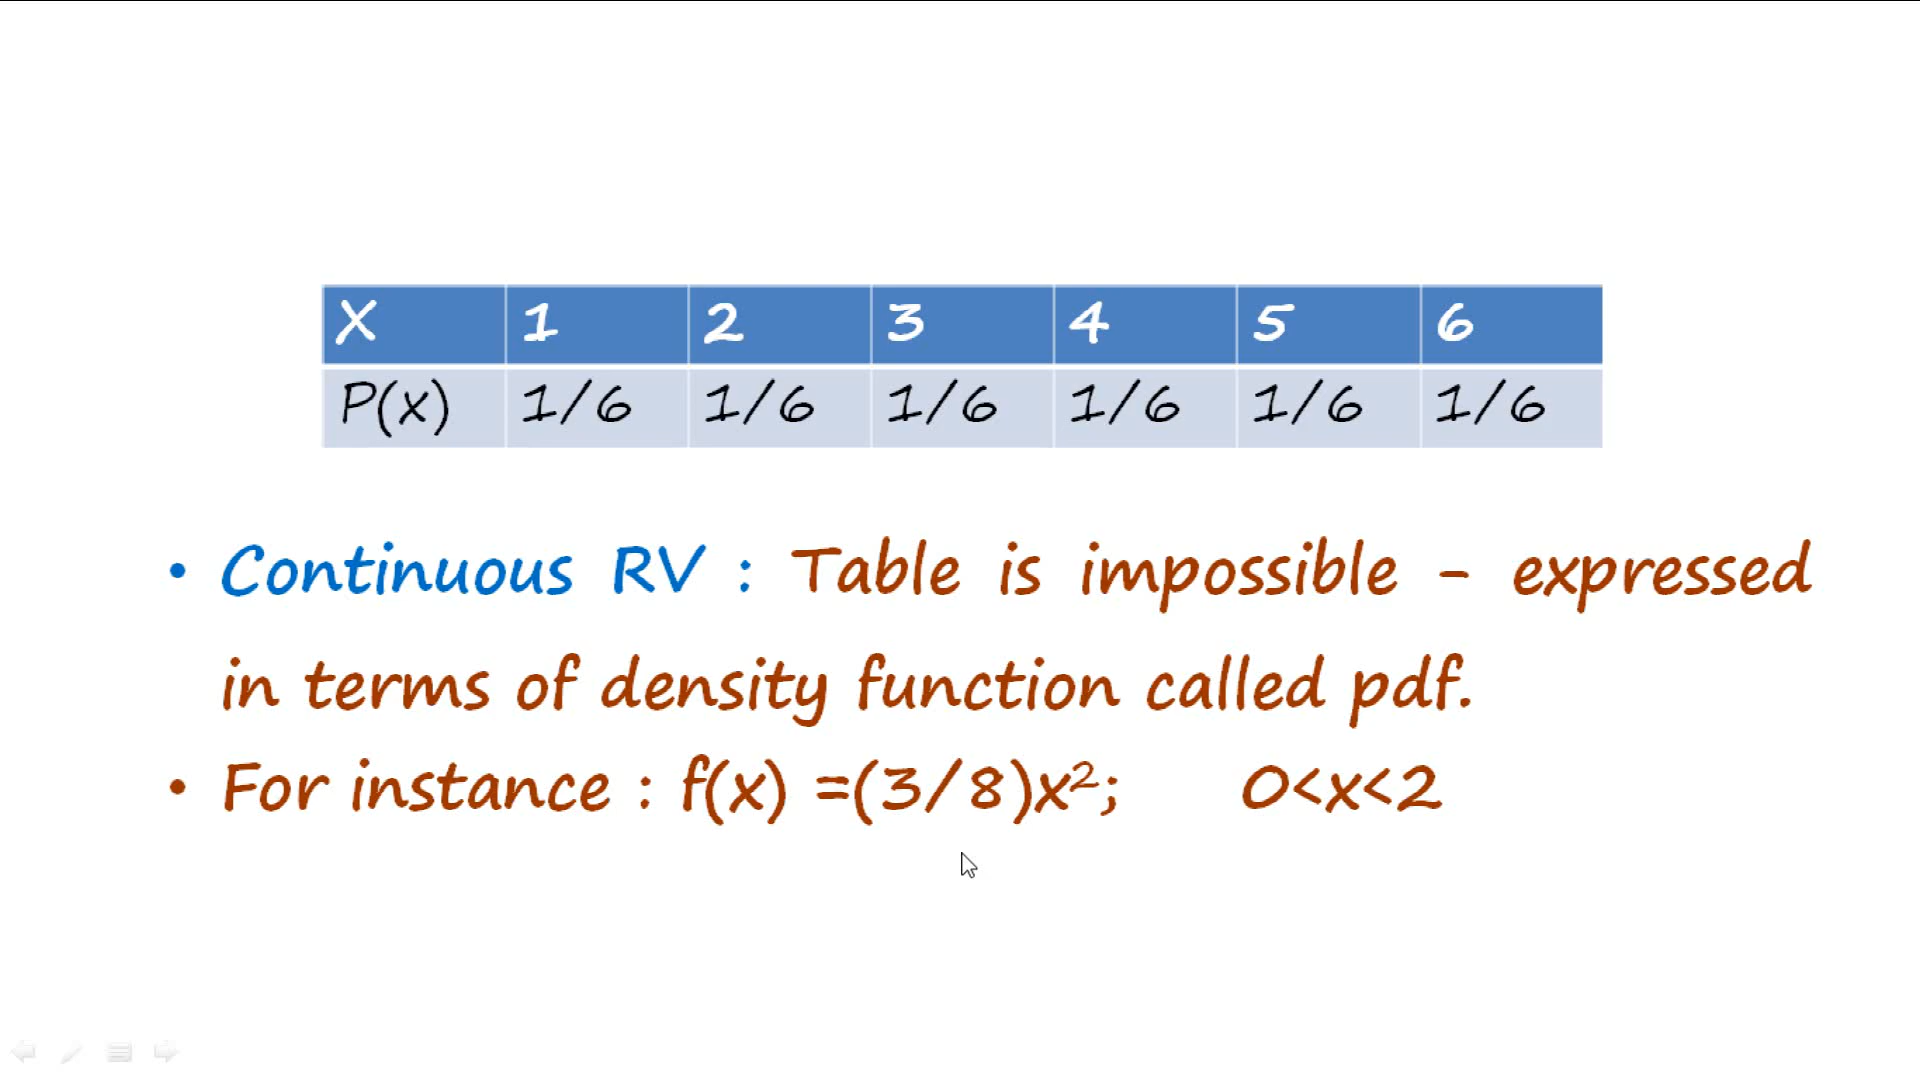 X 1 2 3 4 5 6
P(x) 1/6 1/6 1/6 1/6 1/6 1/6
• Continuous RV : Table is impossible - expressed
in terms of density function called pdf.
• For instance : f(x) =(3/8)x²; 0<x<2